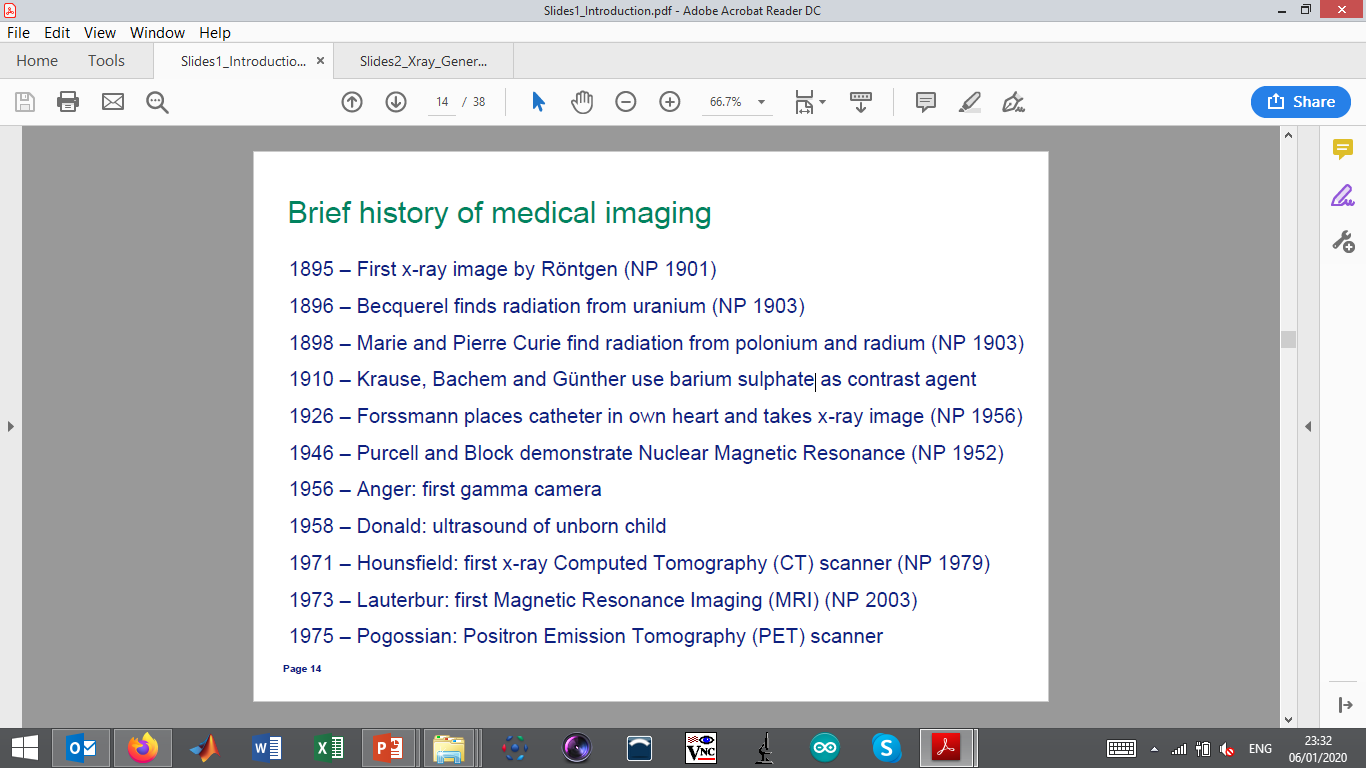 Slides1_Introduction.pdf - Adobe Acrobat Reader DC
File Edit View Window Help
Home Tools Slides1_Introductio... × Slides2_Xray_Gener...
14 / 38 66.7% Share
Brief history of medical imaging
1895 – First x-ray image by Röntgen (NP 1901)
1896 – Becquerel finds radiation from uranium (NP 1903)
1898 – Marie and Pierre Curie find radiation from polonium and radium (NP 1903)
1910 – Krause, Bachem and Günther use barium sulphate as contrast agent
1926 – Forssmann places catheter in own heart and takes x-ray image (NP 1956)
1946 – Purcell and Block demonstrate Nuclear Magnetic Resonance (NP 1952)
1956 – Anger: first gamma camera
1958 – Donald: ultrasound of unborn child
1971 – Hounsfield: first x-ray Computed Tomography (CT) scanner (NP 1979)
1973 – Lauterbur: first Magnetic Resonance Imaging (MRI) (NP 2003)
1975 – Pogossian: Positron Emission Tomography (PET) scanner
Page 14
VNC
ENG 23:32
06/01/2020